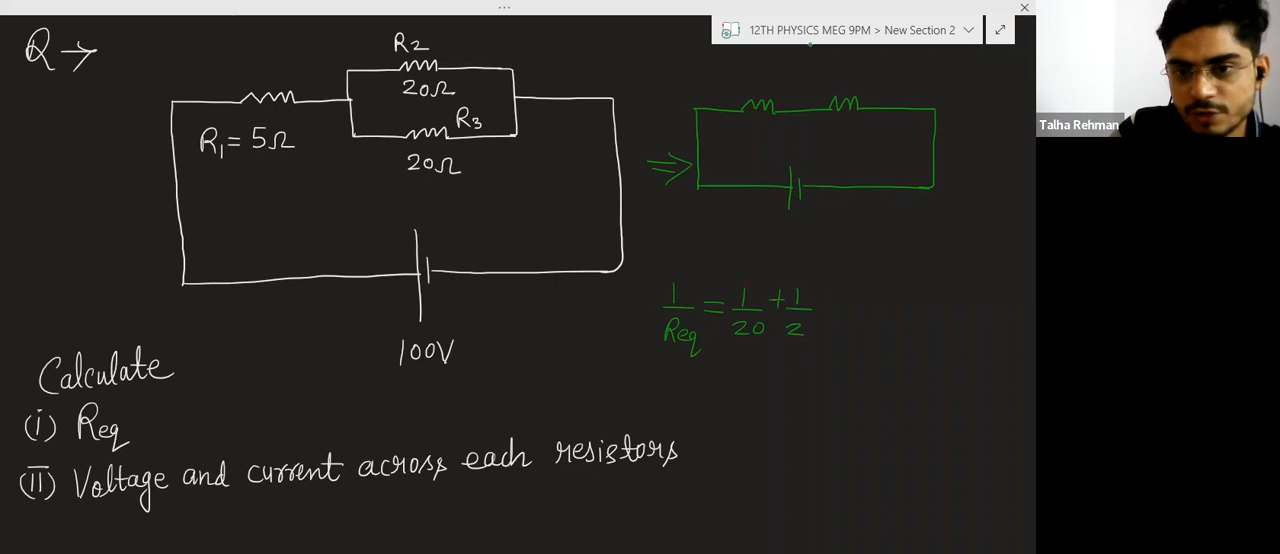 12TH PHYSICS MEG 9PM > New Section 2
Q →
R2
20Ω
R3
20Ω
R1 = 5Ω
100V
⇒
1/Req = 1/20 + 1/2
Calculate
(i) Req
(II) Voltage and current across each resistors
Talha Rehman